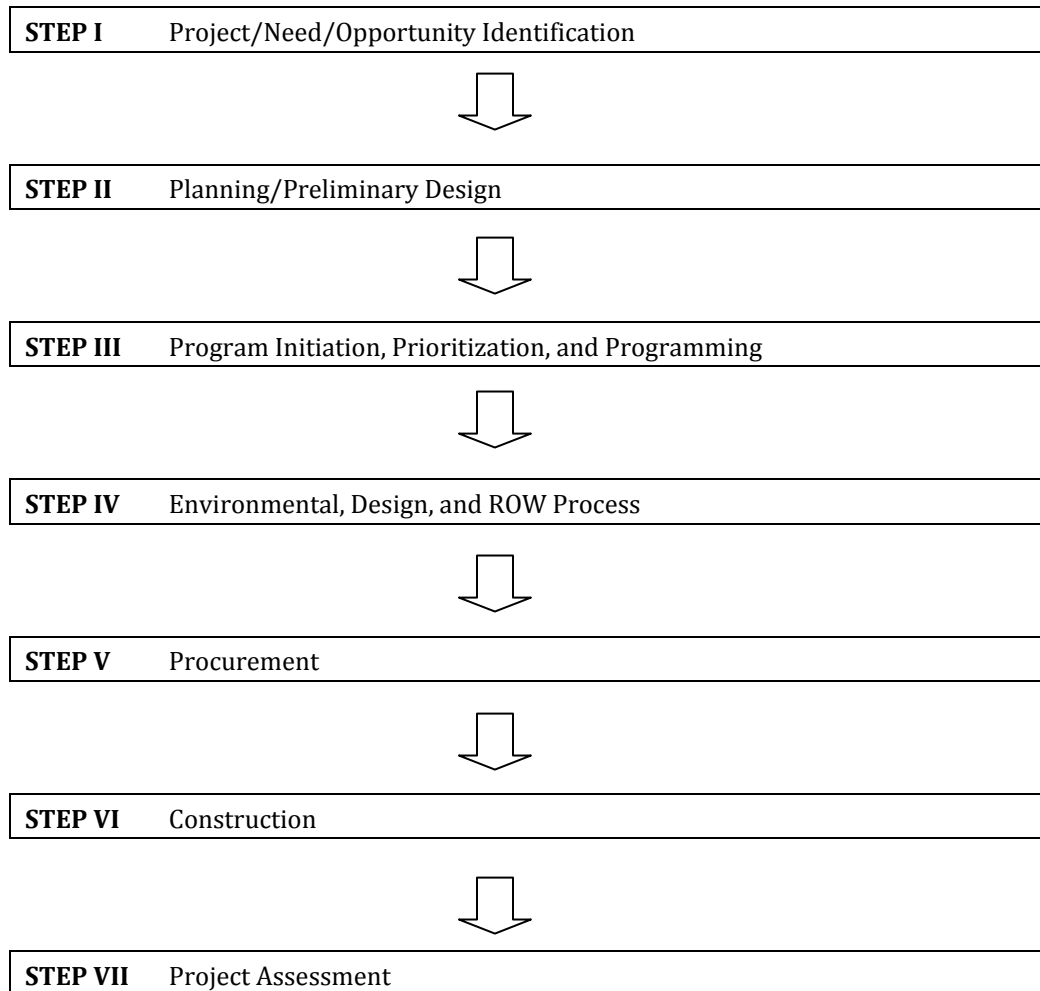 STEP I Project/Need/Opportunity Identification
STEP II Planning/Preliminary Design
STEP III Program Initiation, Prioritization, and Programming
STEP IV Environmental, Design, and ROW Process
STEP V Procurement
STEP VI Construction
STEP VII Project Assessment